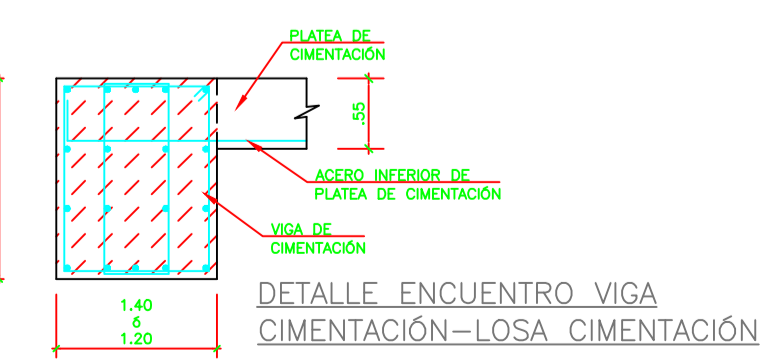 PLATEA DE
CIMENTACIÓN
.55
ACERO INFERIOR DE
PLATEA DE CIMENTACIÓN
VIGA DE
CIMENTACIÓN
1.40
ó
1.20
DETALLE ENCUENTRO VIGA
CIMENTACIÓN-LOSA CIMENTACIÓN